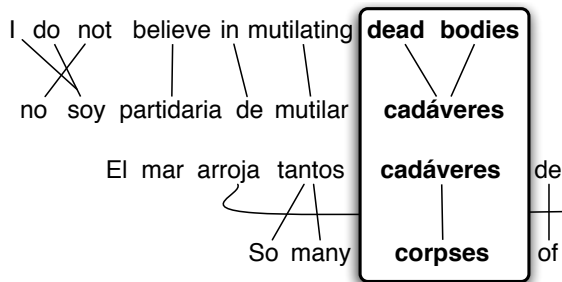 I do not believe in mutilating dead bodies
no soy partidaria de mutilar cadáveres
El mar arroja tantos cadáveres de
So many corpses of